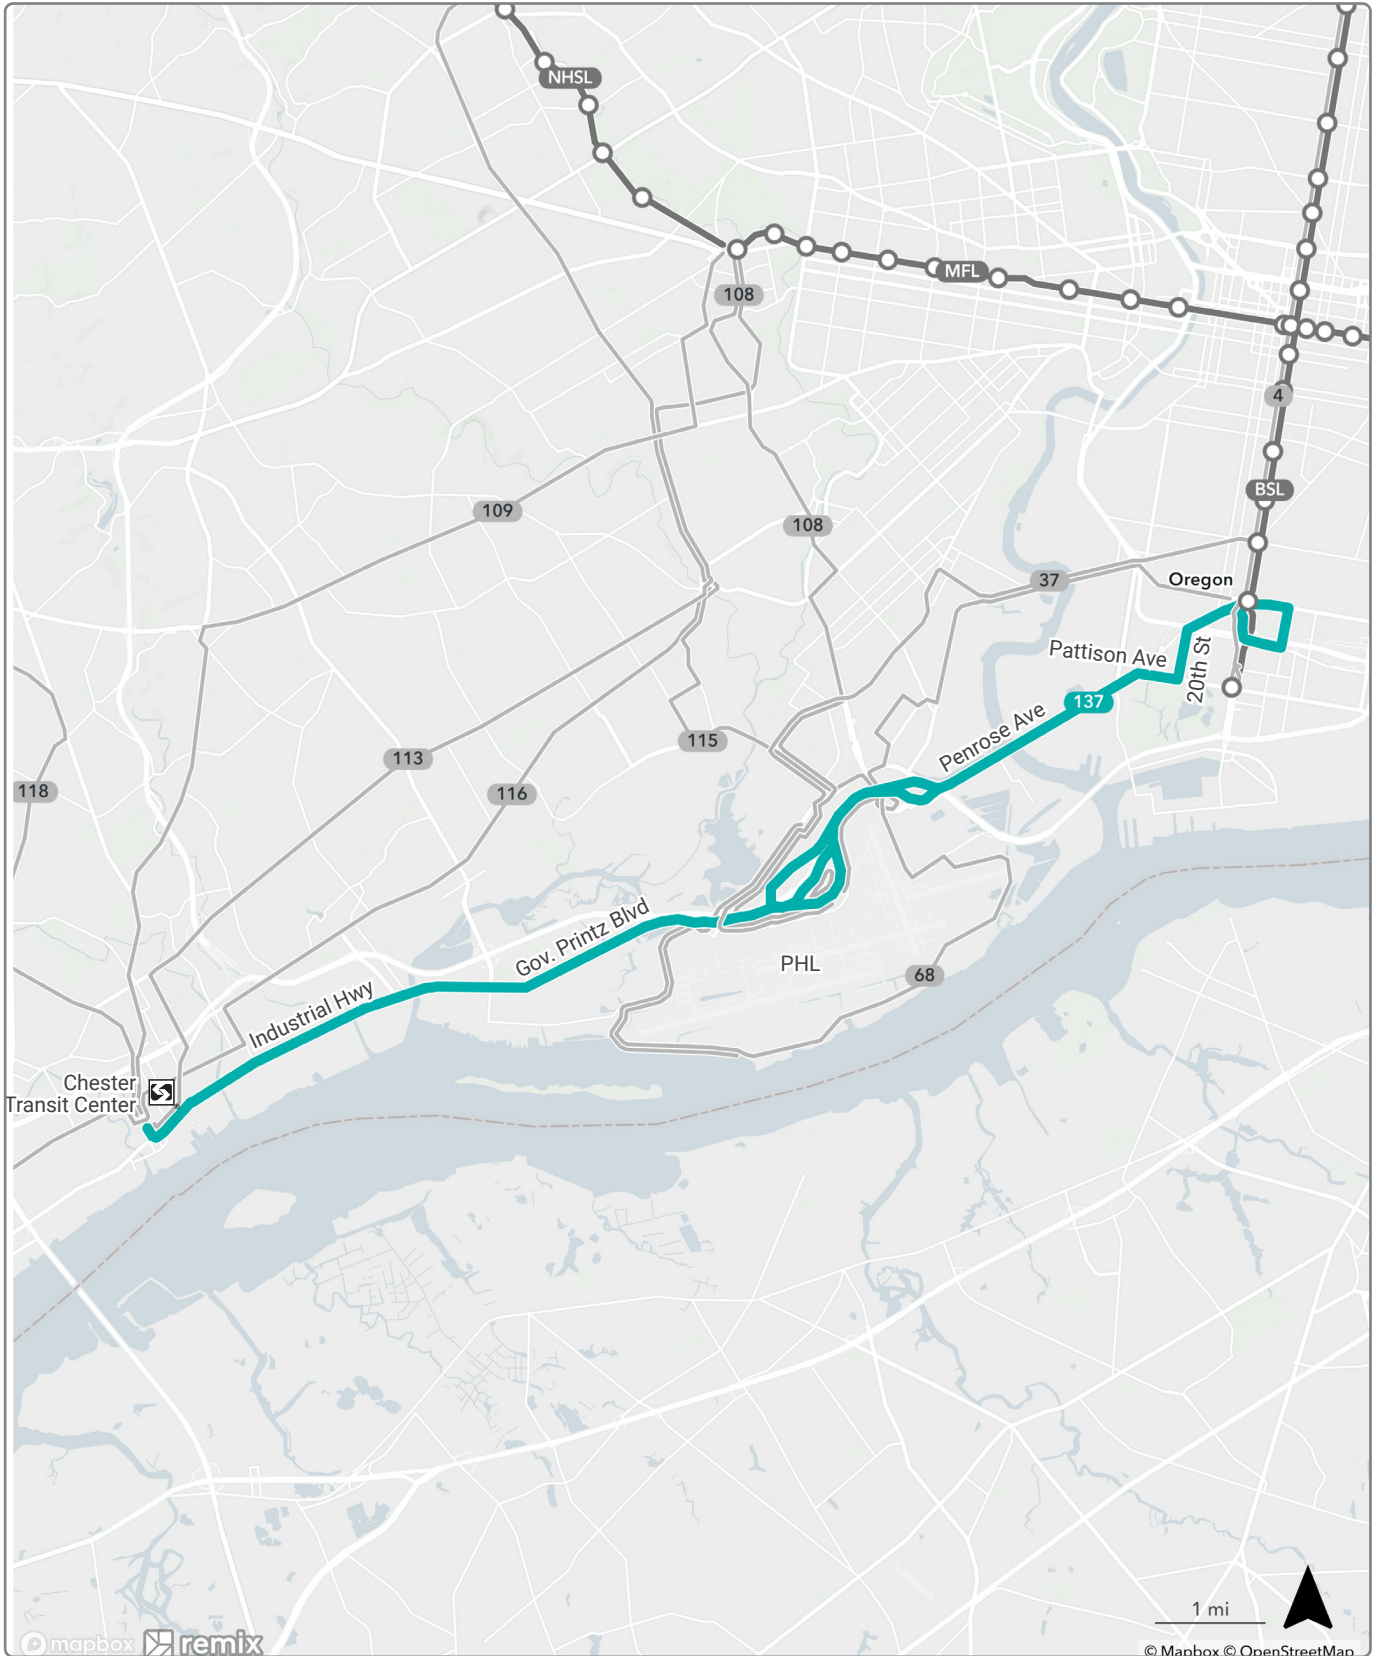 NHSL
MFL
108
4
BSL
109
108
37
Oregon
Pattison Ave
20th St
137
Penrose Ave
115
113
116
118
Gov. Printz Blvd
PHL
68
Industrial Hwy
Chester
Transit Center
1 mi
mapbox
remix
© Mapbox © OpenStreetMap